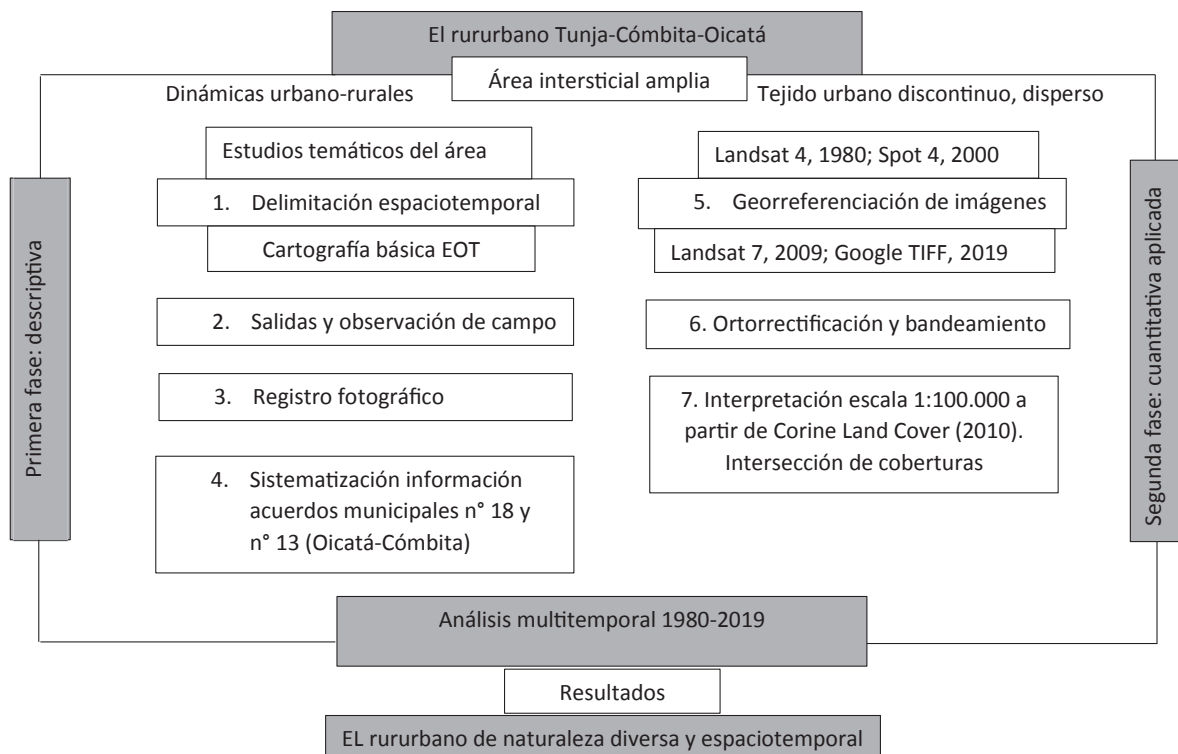 El rururbano Tunja-Cómbita-Oicatá
Área intersticial amplia
Dinámicas urbano-rurales
Tejido urbano discontinuo, disperso
Primera fase: descriptiva
Estudios temáticos del área
1. Delimitación espaciotemporal
Cartografía básica EOT
2. Salidas y observación de campo
3. Registro fotográfico
4. Sistematización información
acuerdos municipales n° 18 y
n° 13 (Oicatá-Cómbita)
Landsat 4, 1980; Spot 4, 2000
5. Georreferenciación de imágenes
Landsat 7, 2009; Google TIFF, 2019
6. Ortorrectificación y bandeamiento
7. Interpretación escala 1:100.000 a
partir de Corine Land Cover (2010).
Intersección de coberturas
Segunda fase: cuantitativa aplicada
Análisis multitemporal 1980-2019
Resultados
EL rururbano de naturaleza diversa y espaciotemporal